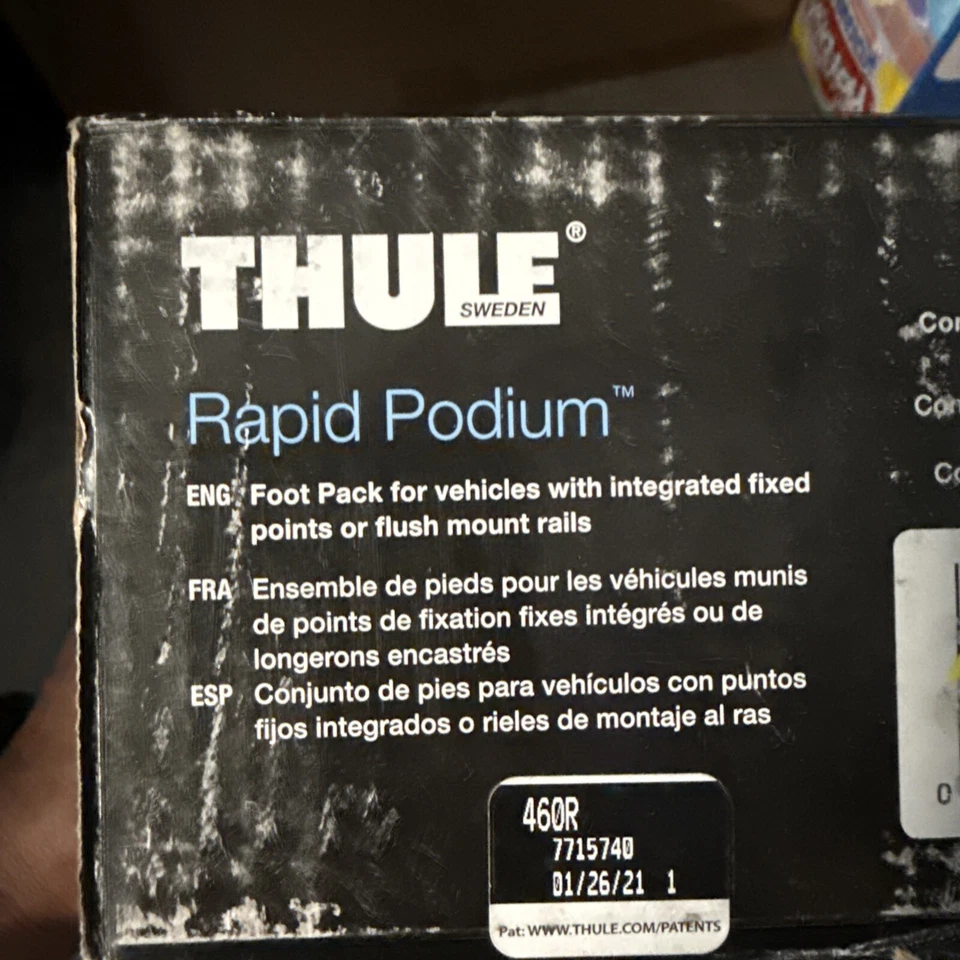 THULE®
SWEDEN
Rapid Podium™
ENG Foot Pack for vehicles with integrated fixed
points or flush mount rails
FRA Ensemble de pieds pour les véhicules munis
de points de fixation fixes intégrés ou de
longerons encastrés
ESP Conjunto de pies para vehículos con puntos
fijos integrados o rieles de montaje al ras
460R
7715740
01/26/21 1
Pat: WWW.THULE.COM/PATENTS
0